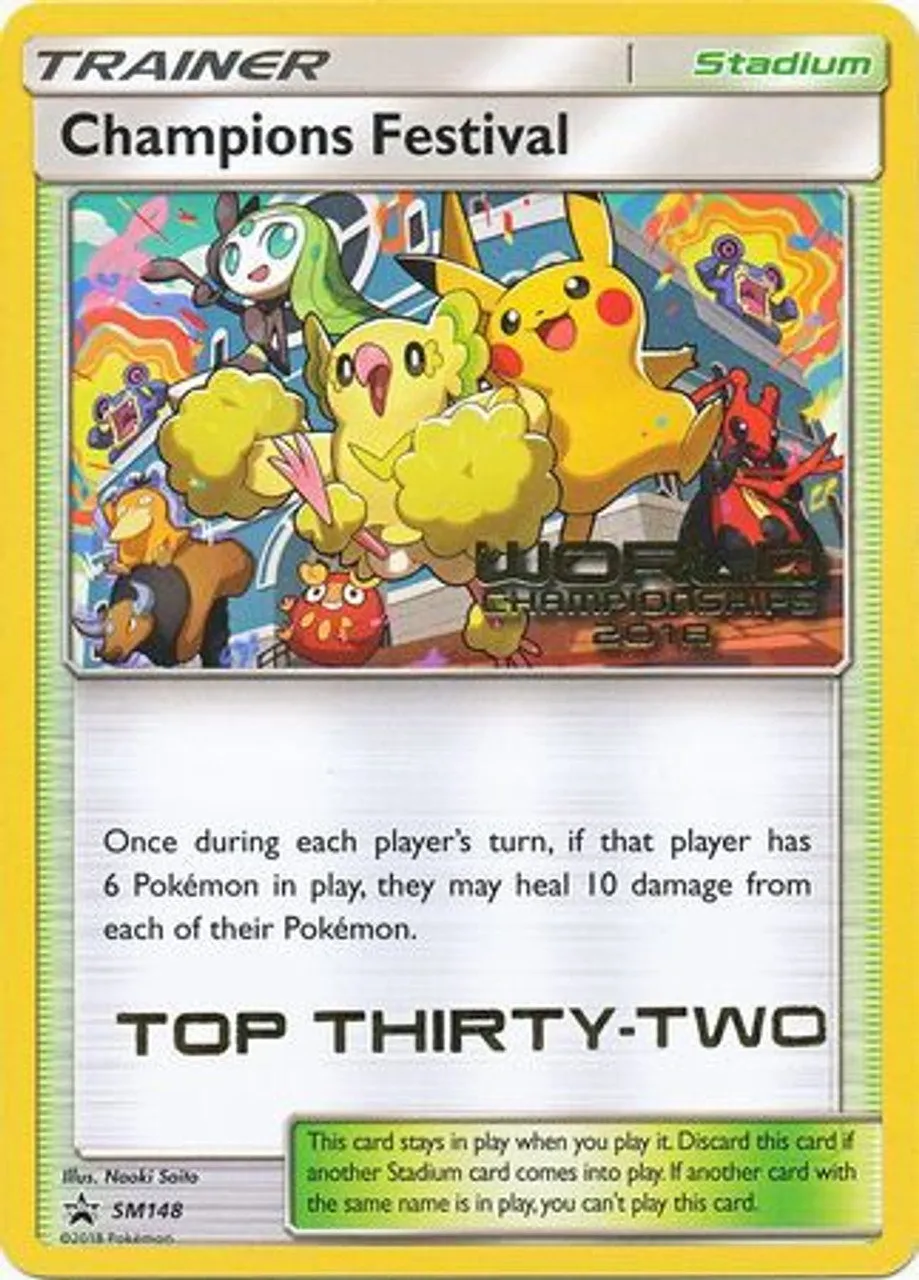 TRAINER
Stadium
Champions Festival
WORLD
CHAMPIONSHIPS
2018
Once during each player's turn, if that player has
6 Pokémon in play, they may heal 10 damage from
each of their Pokémon.
TOP THIRTY-TWO
This card stays in play when you play it. Discard this card if
another Stadium card comes into play. If another card with
the same name is in play, you can't play this card.
Illus. Naoki Saito
SM148
©2018 Pokémon